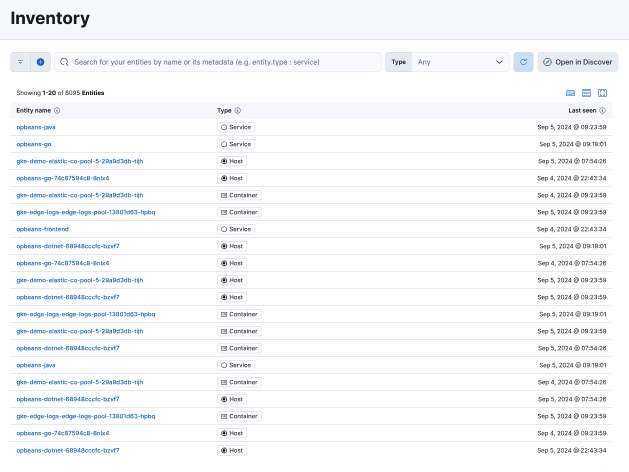 Inventory
Search for your entities by name or its metadata (e.g. entity.type : service)
Type Any
Open in Discover
Showing 1-20 of 8095 Entities
Entity name Type Last seen
opbeans-java Service Sep 5, 2024 @ 09:23:59
opbeans-go Service Sep 5, 2024 @ 09:19:01
gke-demo-elastic-co-pool-5-29a9d3db-tijh Host Sep 5, 2024 @ 07:54:26
opbeans-go-74c87594c8-8nlx4 Host Sep 4, 2024 @ 22:43:34
gke-demo-elastic-co-pool-5-29a9d3db-tijh Container Sep 4, 2024 @ 09:23:59
gke-edge-logs-edge-logs-pool-13801d63-hpbq Container Sep 5, 2024 @ 09:23:59
opbeans-frontend Service Sep 4, 2024 @ 22:43:34
opbeans-dotnet-68948cccfc-bzvf7 Host Sep 5, 2024 @ 09:19:01
opbeans-go-74c87594c8-8nlx4 Host Sep 4, 2024 @ 07:54:26
gke-demo-elastic-co-pool-5-29a9d3db-tijh Host Sep 5, 2024 @ 09:23:59
opbeans-dotnet-68948cccfc-bzvf7 Host Sep 5, 2024 @ 07:54:26
gke-edge-logs-edge-logs-pool-13801d63-hpbq Container Sep 5, 2024 @ 09:19:01
gke-demo-elastic-co-pool-5-29a9d3db-tijh Container Sep 5, 2024 @ 09:23:59
opbeans-dotnet-68948cccfc-bzvf7 Container Sep 5, 2024 @ 07:54:26
opbeans-java Service Sep 5, 2024 @ 09:19:01
gke-demo-elastic-co-pool-5-29a9d3db-tijh Container Sep 4, 2024 @ 07:54:26
opbeans-dotnet-68948cccfc-bzvf7 Host Sep 5, 2024 @ 07:54:26
gke-edge-logs-edge-logs-pool-13801d63-hpbq Container Sep 5, 2024 @ 09:23:59
opbeans-go-74c87594c8-8nlx4 Host Sep 4, 2024 @ 09:23:59
opbeans-dotnet-68948cccfc-bzvf7 Host Sep 5, 2024 @ 22:43:34